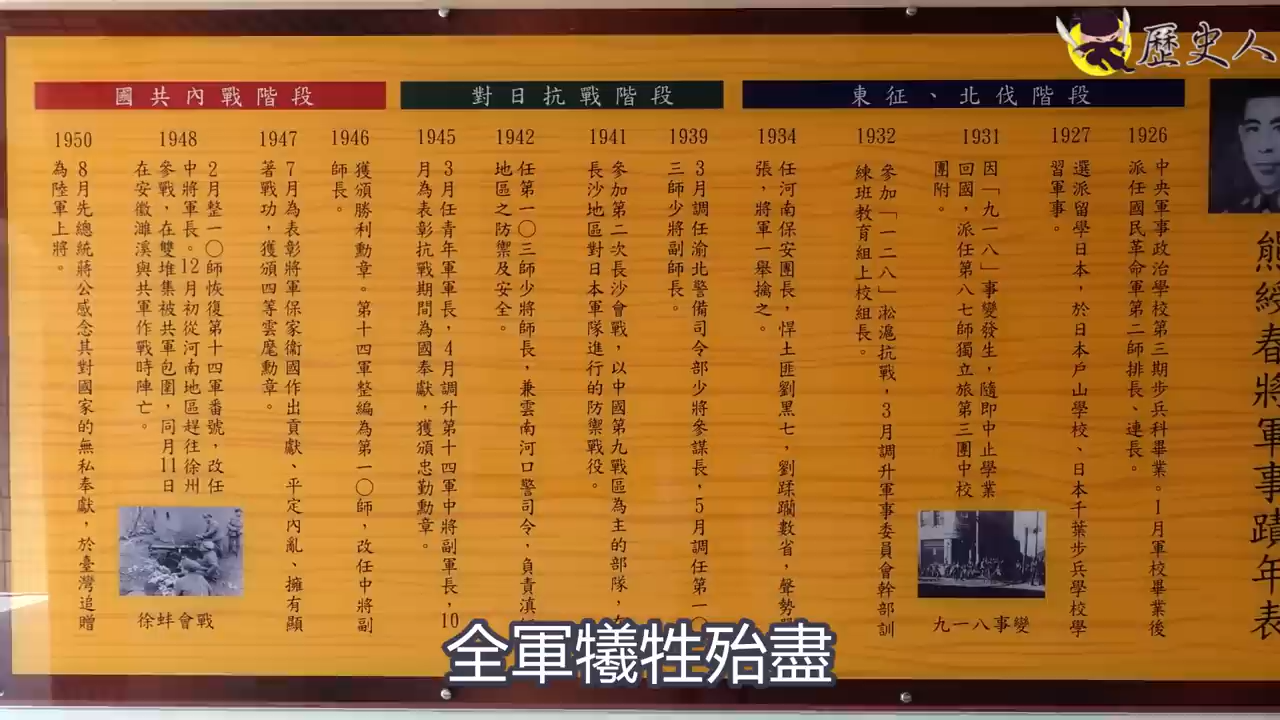 歷史人
熊綬春將軍事蹟年表
東征、北伐階段
1926
中央軍事政治學校第三期步兵科畢業。1月軍校畢業後
派任國民革命軍第二師排長、連長。
1927
選派留學日本，於日本戶山學校、日本千葉步兵學校學
習軍事。
1931
因「九一八」事變發生，隨即中止學業
回國，派任第八七師獨立旅第三團中校
團附。
九一八事變
1932
參加「一二八」淞滬抗戰，3月調升軍事委員會幹部訓
練班教育組上校組長。
1934
任河南保安團長，悍土匪劉黑七，劉蹂躪數省，聲勢
張，將軍一舉擒之。
對日抗戰階段
1939
3月調任渝北警備司令部少將參謀長，5月調任第一〇
三師少將副師長。
1941
參加第二次長沙會戰，以中國第九戰區為主的部隊，
長沙地區對日本軍隊進行的防禦戰役。
1942
任第一〇三師少將師長，兼雲南河口警司令，負責滇
地區之防禦及安全。
1945
3月任青年軍軍長，4月調升第十四軍中將副軍長，10
月為表彰抗戰期間為國奉獻，獲頒忠勤勳章。
國共內戰階段
1946
獲頒勝利勳章。第十四軍整編為第一〇師，改任中將副
師長。
1947
7月為表彰將軍保家衛國作出貢獻、平定內亂、擁有顯
著戰功，獲頒四等雲麾勳章。
1948
2月整一〇師恢復第十四軍番號，改任
中將軍長。12月初從河南地區趕往徐州
參戰，在雙堆集被共軍包圍，同月11日
在安徽濉溪與共軍作戰時陣亡。
徐蚌會戰
1950
8月先總統蔣公感念其對國家的無私奉獻，於臺灣追贈
為陸軍上將。
全軍犧牲殆盡